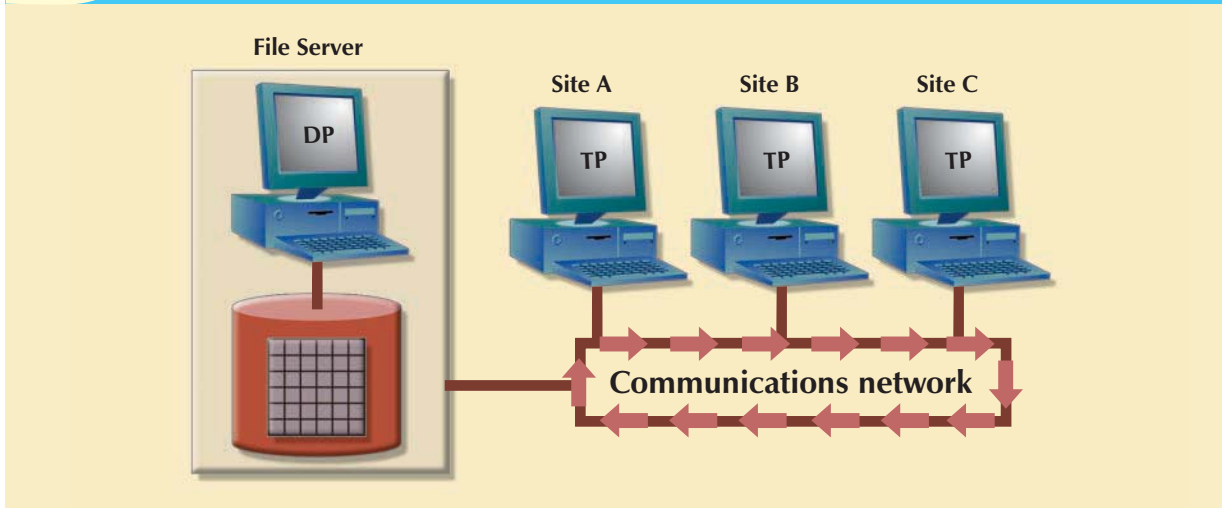 File Server
Site A
Site B
Site C
DP
TP
TP
TP
Communications network